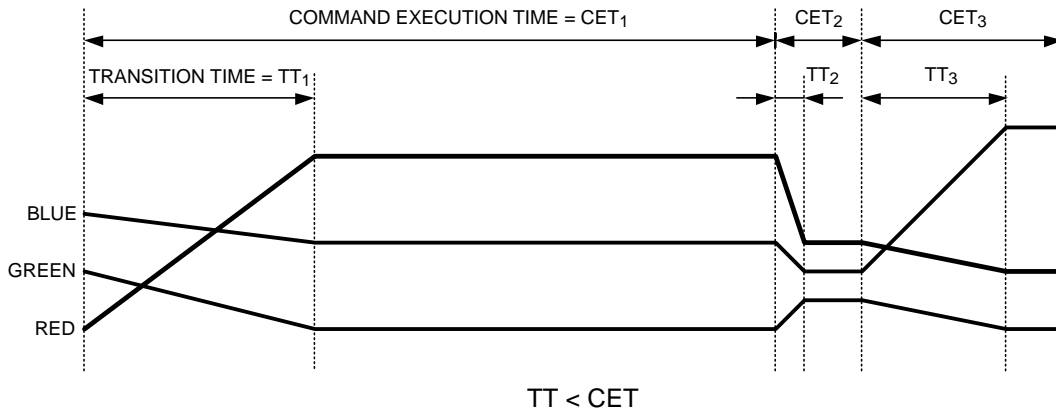 COMMAND EXECUTION TIME = CET1
CET2
CET3
TRANSITION TIME = TT1
TT2
TT3
BLUE
GREEN
RED
TT < CET